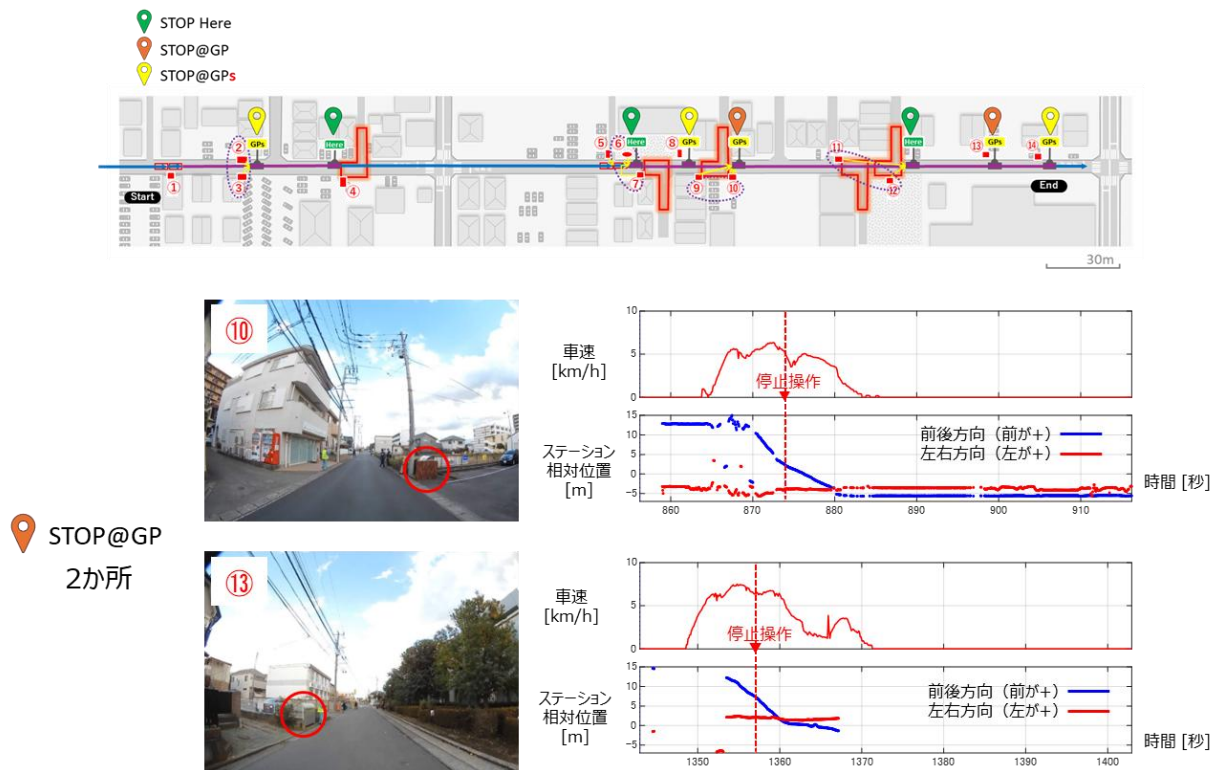 STOP Here
STOP@GP
STOP@GPs
⑤ ⑥ ⑧ ⑪ ⑬ ⑭
② GPs Here Here GPs GPs Here GPs GPs
① ③ ④ ⑦ ⑨ ⑩ ⑫
Start
End
30m
⑩
車速
[km/h]
10
5
0
停止操作
ステーション
相対位置
[m]
15
10
5
0
-5
前後方向(前が+)
左右方向(左が+)
860 870 880 890 900 910
時間 [秒]
STOP@GP
2か所
⑬
車速
[km/h]
10
5
0
停止操作
ステーション
相対位置
[m]
15
10
5
0
-5
前後方向(前が+)
左右方向(左が+)
1350 1360 1370 1380 1390 1400
時間 [秒]